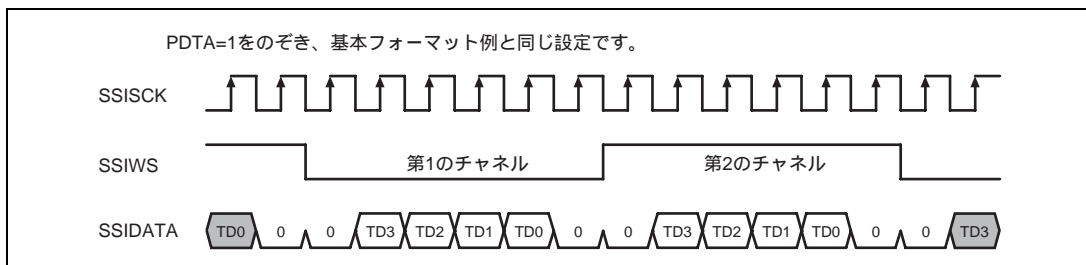 PDTA=1をのぞき、基本フォーマット例と同じ設定です。
SSISCK
SSIWS 第1のチャネル 第2のチャネル
SSIDATA TD0 0 0 TD3 TD2 TD1 TD0 0 0 TD3 TD2 TD1 TD0 0 0 TD3